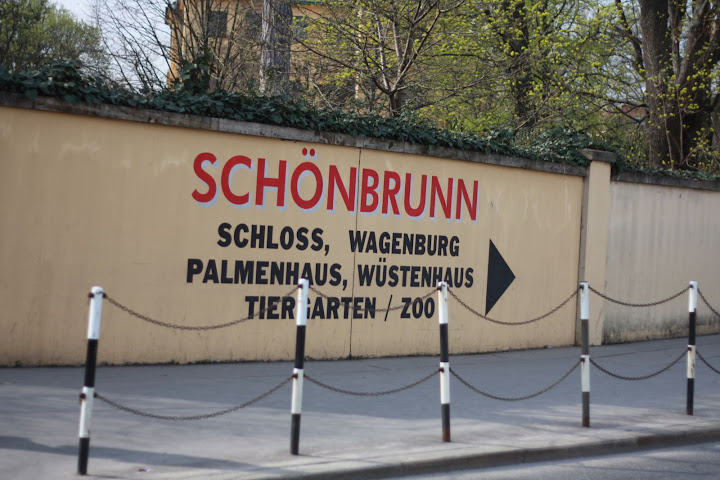 SCHÖNBRUNN
SCHLOSS, WAGENBURG
PALMENHAUS, WÜSTENHAUS
TIERGARTEN / ZOO